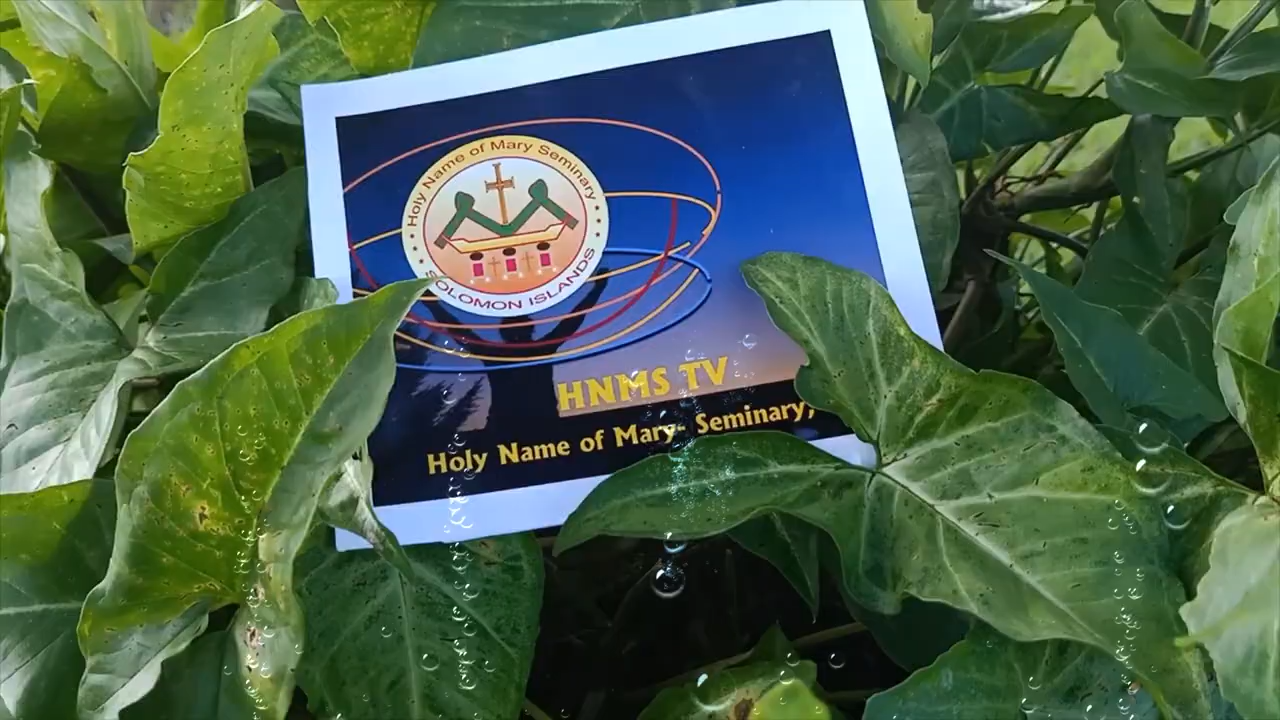 Holy Name of Mary Seminary
SOLOMON ISLANDS
HNMS TV
Holy Name of Mary- Seminary,